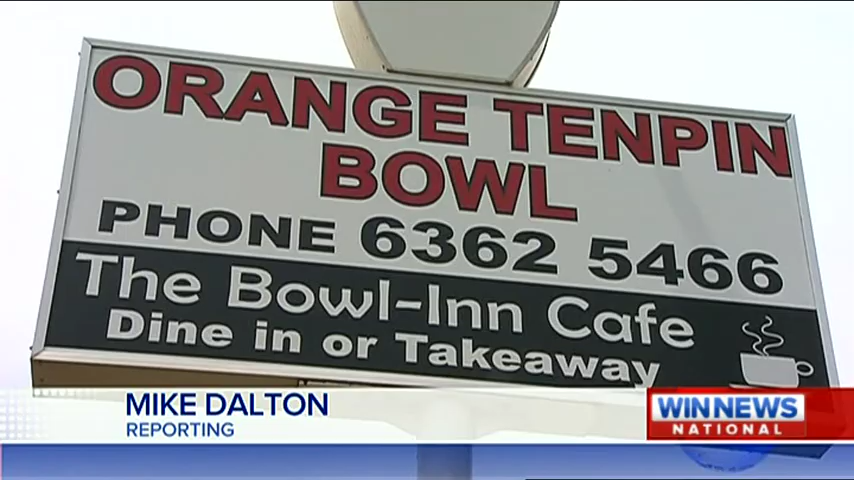 ORANGE TENPIN
BOWL
PHONE 6362 5466
The Bowl-Inn Cafe
Dine in or Takeaway
MIKE DALTON
REPORTING
WIN NEWS
NATIONAL